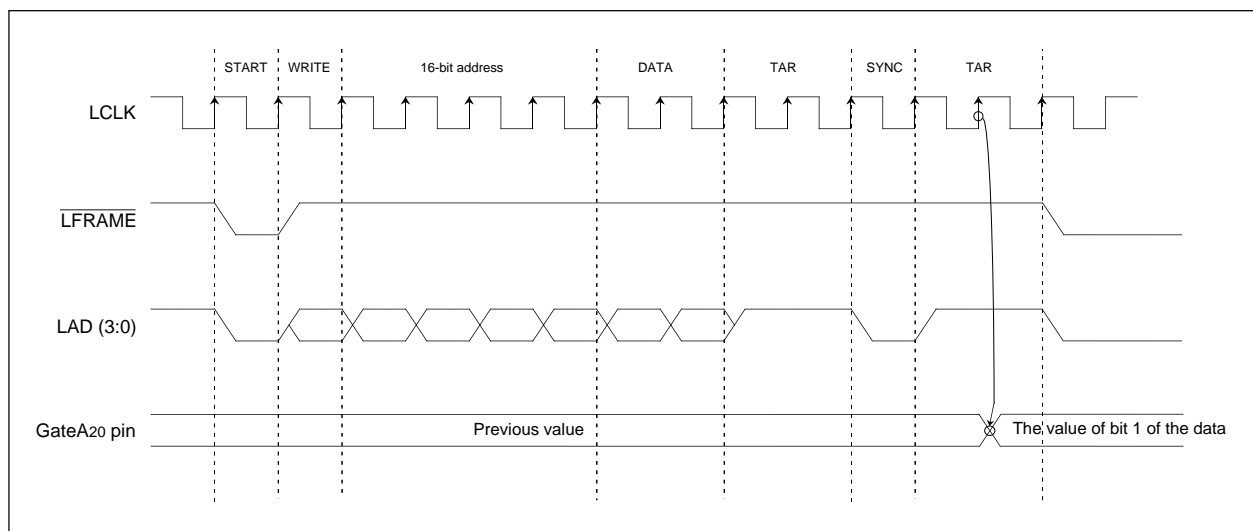 START WRITE 16-bit address DATA TAR SYNC TAR
LCLK
LFRAME
LAD (3:0)
GateA20 pin Previous value The value of bit 1 of the data